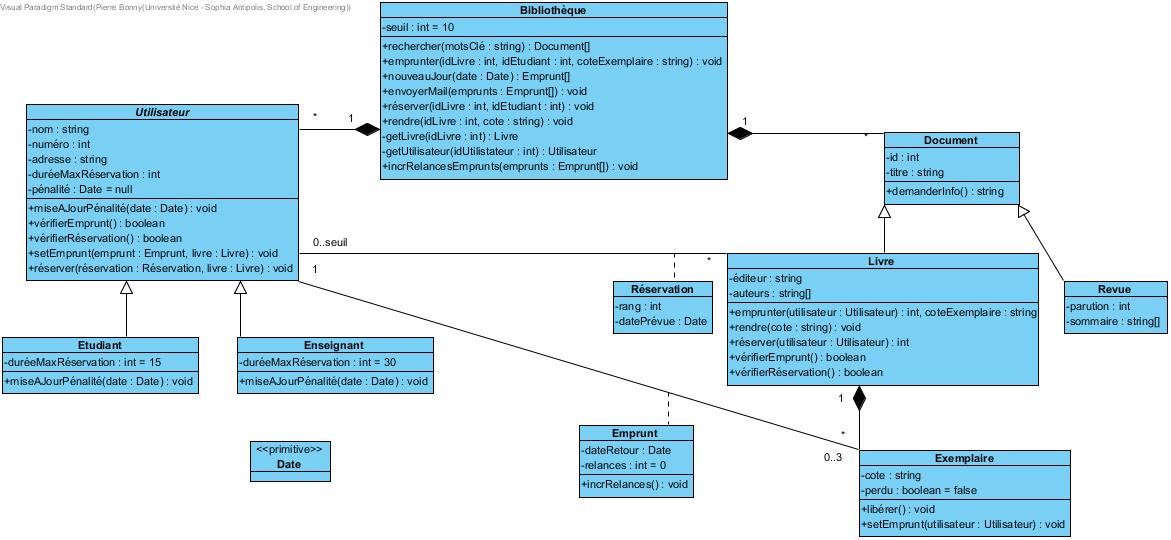 Visual Paradigm Standard(Pierre Bonny(Université Nice - Sophia Antipolis, School of Engineering))
Bibliothèque
-seuil : int = 10
+rechercher(motsClé : string) : Document[]
+emprunter(idLivre : int, idEtudiant : int, coteExemplaire : string) : void
+nouveauJour(date : Date) : Emprunt[]
+envoyerMail(emprunts : Emprunt[]) : void
+réserver(idLivre : int, idEtudiant : int) : void
+rendre(idLivre : int, cote : string) : void
-getLivre(idLivre : int) : Livre
-getUtilisateur(idUtilistateur : int) : Utilisateur
+incrRelancesEmprunts(emprunts : Emprunt[]) : void
Utilisateur
-nom : string
-numéro : int
-adresse : string
-duréeMaxRéservation : int
-pénalité : Date = null
+miseAJourPénalité(date : Date) : void
+vérifierEmprunt() : boolean
+vérifierRéservation() : boolean
+setEmprunt(emprunt : Emprunt, livre : Livre) : void
+réserver(réservation : Réservation, livre : Livre) : void
*
1
1
*
Document
-id : int
-titre : string
+demanderInfo() : string
0..seuil
*
1
Réservation
-rang : int
-datePrévue : Date
Livre
-éditeur : string
-auteurs : string[]
+emprunter(utilisateur : Utilisateur) : int, coteExemplaire : string
+rendre(cote : string) : void
+réserver(utilisateur : Utilisateur) : int
+vérifierEmprunt() : boolean
+vérifierRéservation() : boolean
Revue
-parution : int
-sommaire : string[]
Etudiant
-duréeMaxRéservation : int = 15
+miseAJourPénalité(date : Date) : void
Enseignant
-duréeMaxRéservation : int = 30
+miseAJourPénalité(date : Date) : void
<<primitive>>
Date
Emprunt
-dateRetour : Date
-relances : int = 0
+incrRelances() : void
1
*
0..3
Exemplaire
-cote : string
-perdu : boolean = false
+libérer() : void
+setEmprunt(utilisateur : Utilisateur) : void